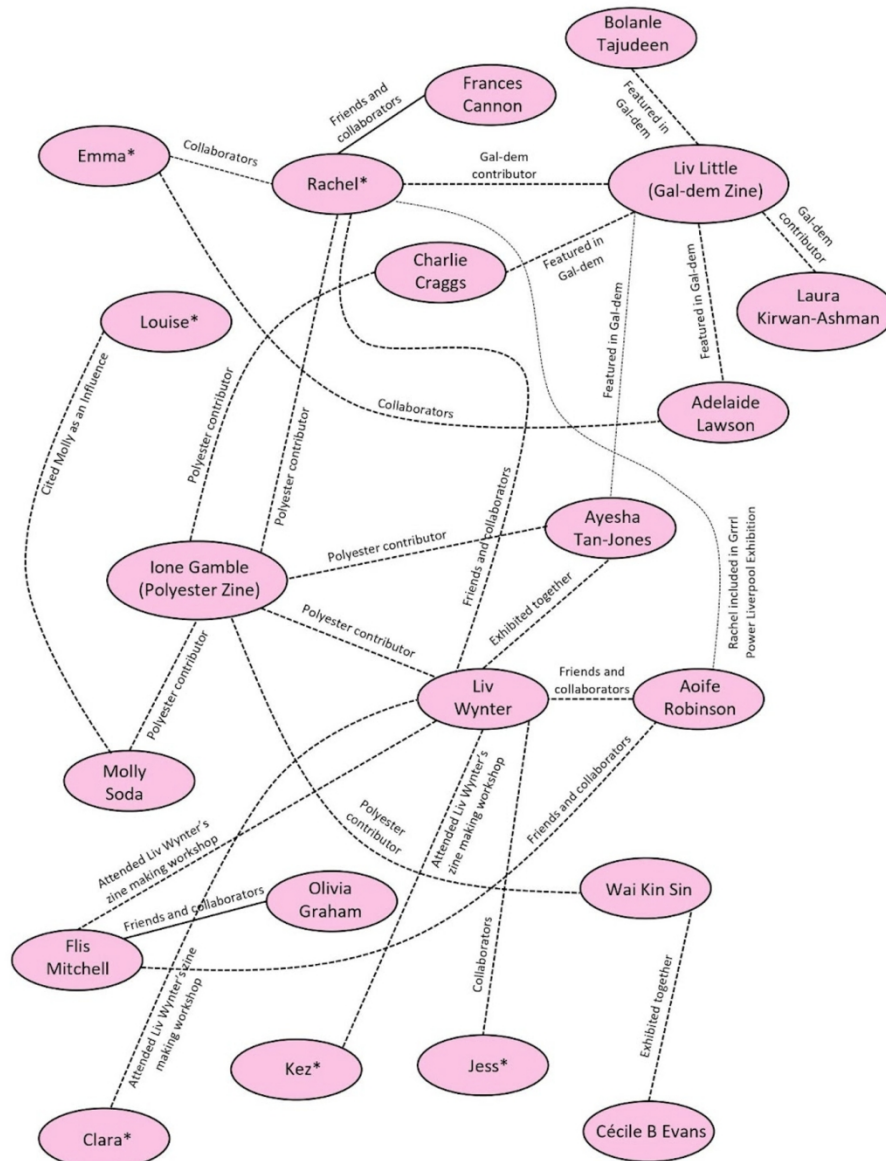 Bolanle
Tajudeen
Frances
Cannon
Friends and
collaborators
Featured in
Gal-dem
Emma*
Collaborators
Rachel*
Gal-dem
contributor
Liv Little
(Gal-dem Zine)
Gal-dem
contributor
Charlie
Craggs
Featured in
Gal-dem
Laura
Kirwan-Ashman
Louise*
Featured in Gal-dem
Featured in Gal-dem
Adelaide
Lawson
Collaborators
Polyester contributor
Cited Molly as an Influence
Polyester contributor
Ayesha
Tan-Jones
Polyester contributor
Ione Gamble
(Polyester Zine)
Friends and collaborators
Rachel included in Grrrl
Power Liverpool Exhibition
Polyester contributor
Exhibited together
Polyester contributor
Liv
Wynter
Friends and
collaborators
Aoife
Robinson
Molly
Soda
Attended Liv Wynter's
zine making workshop
Polyester
contributor
Attended Liv Wynter's
zine making workshop
Friends and collaborators
Wai Kin Sin
Olivia
Graham
Friends and collaborators
Flis
Mitchell
Attended Liv Wynter's zine
making workshop
Collaborators
Exhibited together
Kez*
Jess*
Clara*
Cécile B Evans